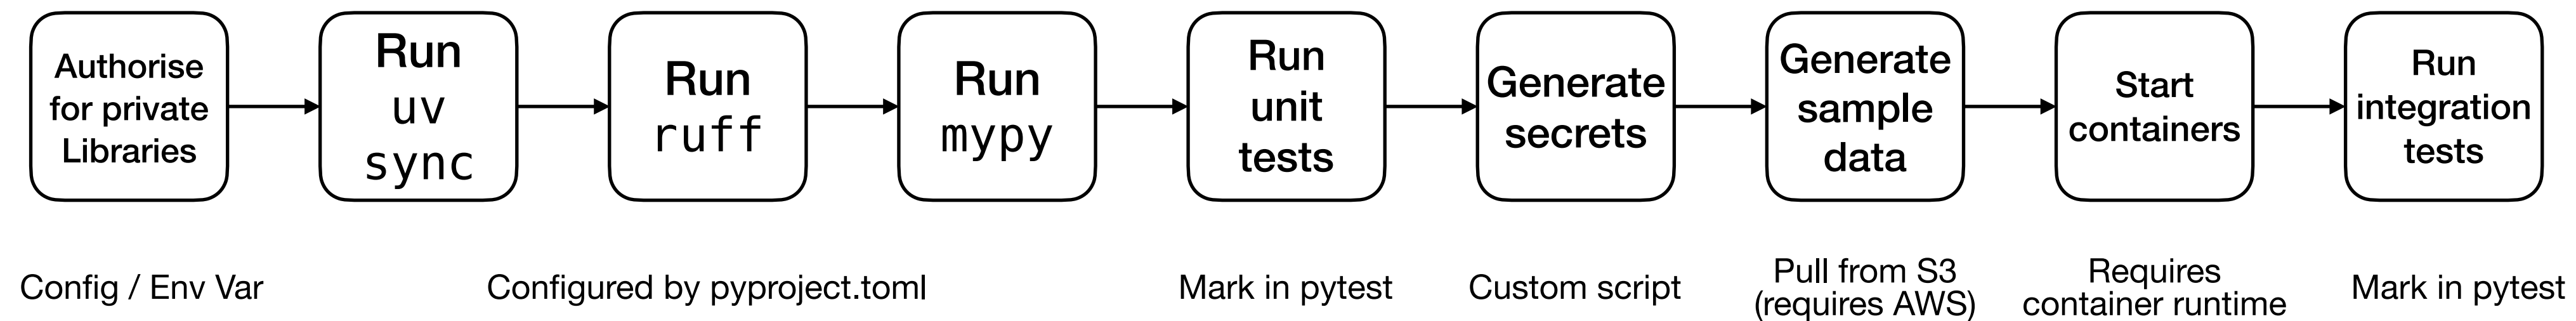 Authorise
for private
Libraries
Run
uv
sync
Run
ruff
Run
mypy
Run
unit
tests
Generate
secrets
Generate
sample
data
Start
containers
Run
integration
tests
Config / Env Var
Configured by pyproject.toml
Mark in pytest
Custom script
Pull from S3
(requires AWS)
Requires
container runtime
Mark in pytest